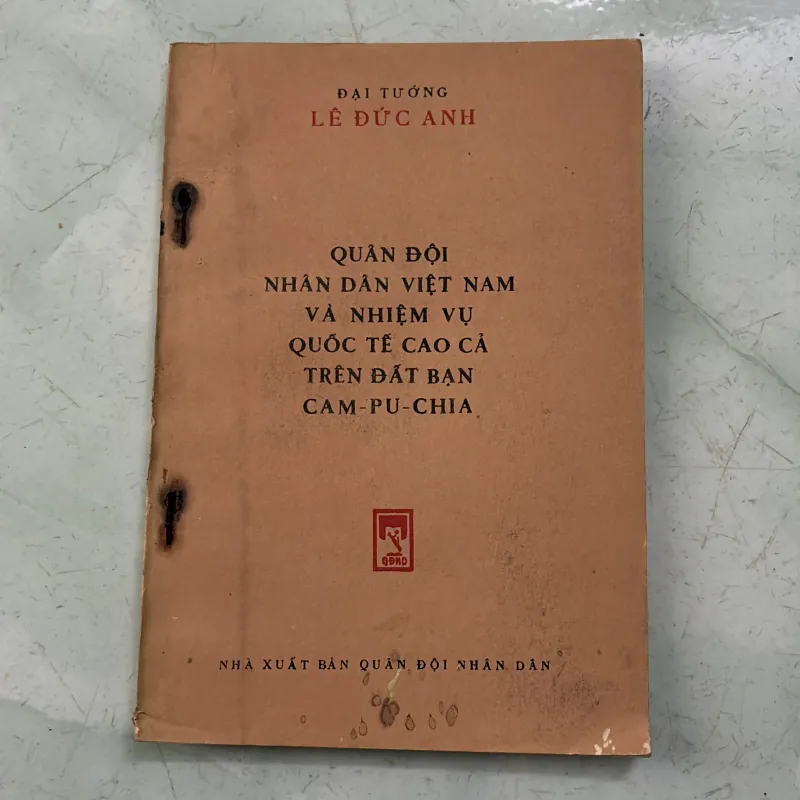 ĐẠI TƯỚNG
LÊ ĐỨC ANH
QUÂN ĐỘI
NHÂN DÂN VIỆT NAM
VÀ NHIỆM VỤ
QUỐC TẾ CAO CẢ
TRÊN ĐẤT BẠN
CAM-PU-CHIA
QĐND
NHÀ XUẤT BẢN QUÂN ĐỘI NHÂN DÂN